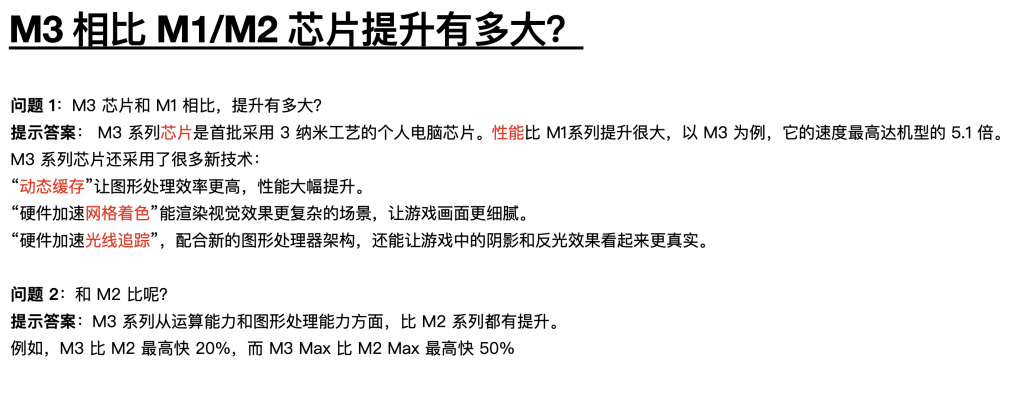 M3 相比 M1/M2 芯片提升有多大?
问题 1:M3 芯片和 M1 相比,提升有多大?
提示答案: M3 系列芯片是首批采用 3 纳米工艺的个人电脑芯片。性能比 M1系列提升很大,以 M3 为例,它的速度最高达机型的 5.1 倍。
M3 系列芯片还采用了很多新技术:
“动态缓存”让图形处理效率更高,性能大幅提升。
“硬件加速网格着色”能渲染视觉效果更复杂的场景,让游戏画面更细腻。
“硬件加速光线追踪”,配合新的图形处理器架构,还能让游戏中的阴影和反光效果看起来更真实。
问题 2:和 M2 比呢?
提示答案:M3 系列从运算能力和图形处理能力方面,比 M2 系列都有提升。
例如,M3 比 M2 最高快 20%,而 M3 Max 比 M2 Max 最高快 50%